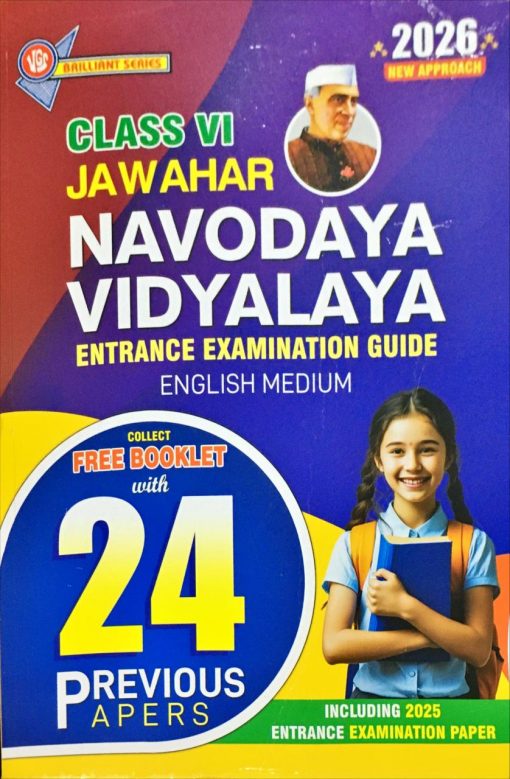 VGS
BRILLIANT SERIES
2026
NEW APPROACH
CLASS VI
JAWAHAR
NAVODAYA
VIDYALAYA
ENTRANCE EXAMINATION GUIDE
ENGLISH MEDIUM
COLLECT
FREE BOOKLET
with
24
PREVIOUS
PAPERS
INCLUDING 2025
ENTRANCE EXAMINATION PAPER